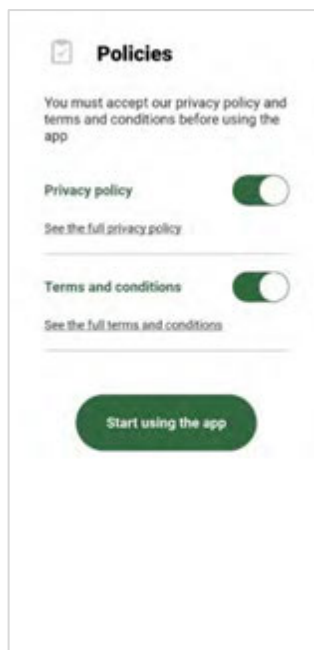 Policies
You must accept our privacy policy and
terms and conditions before using the
app
Privacy policy
See the full privacy policy
Terms and conditions
See the full terms and conditions
Start using the app